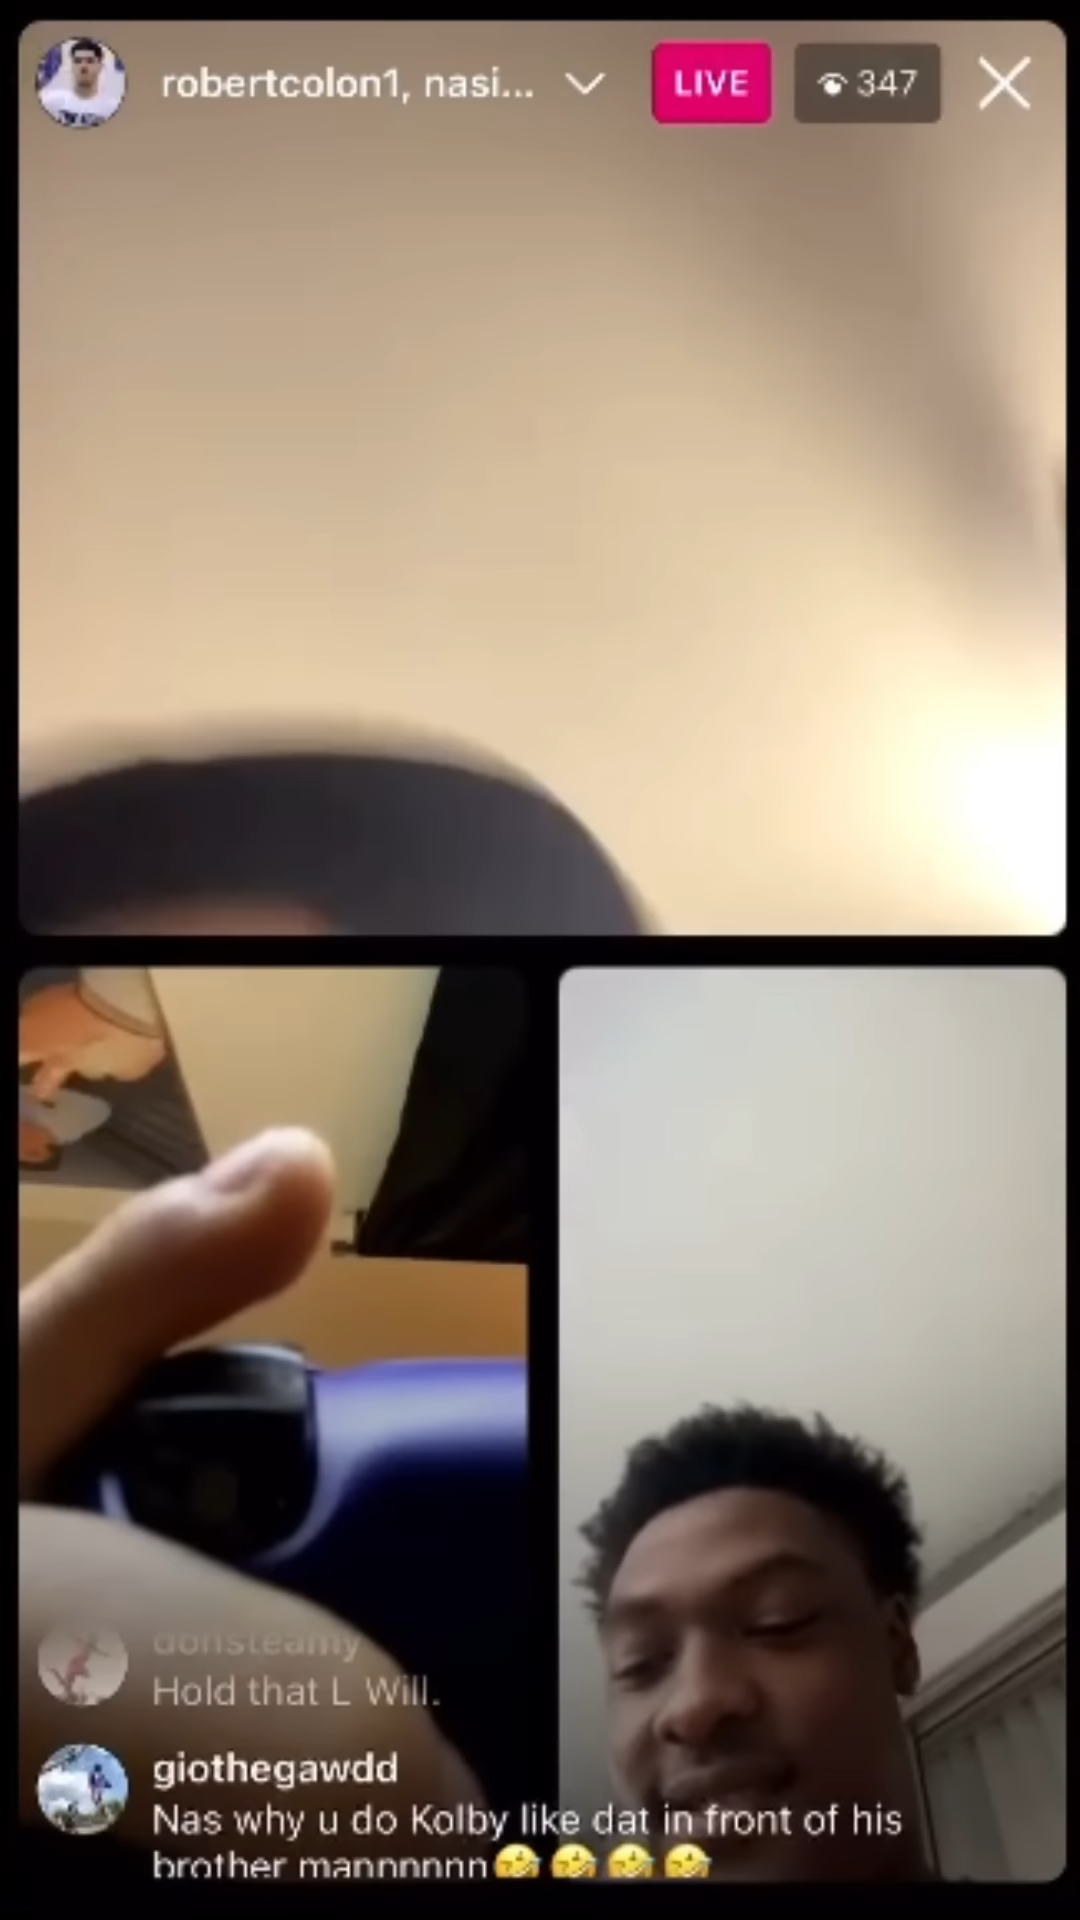 robertcolon1, nasi...
LIVE
347
donsteamy
Hold that L Will.
giothegawdd
Nas why u do Kolby like dat in front of his
brother mannnnnn🤣🤣🤣🤣